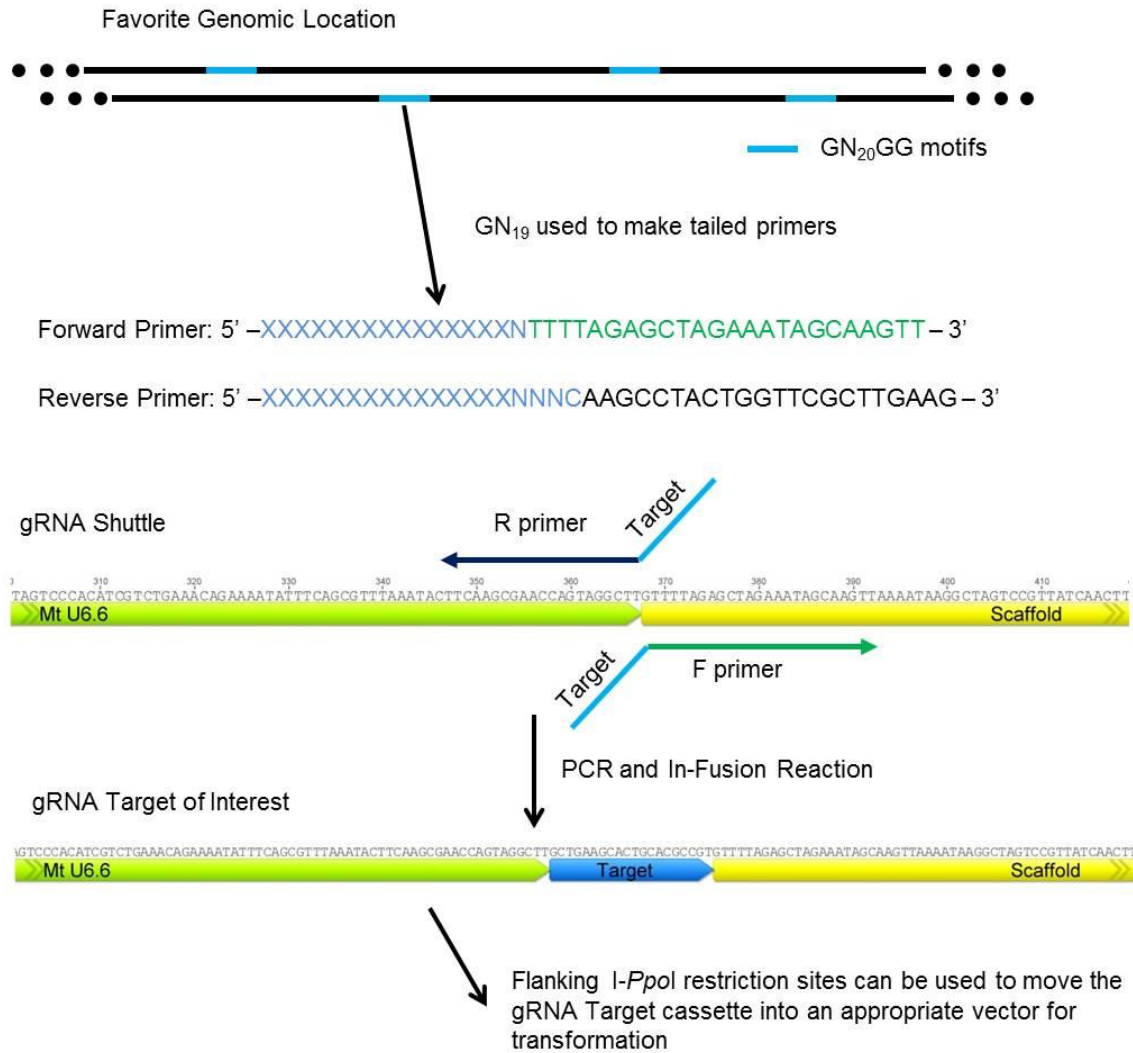 Favorite Genomic Location
GN₂₀GG motifs
GN₁₉ used to make tailed primers
Forward Primer: 5’ –XXXXXXXXXXXXXXXNTTTTAGAGCTAGAAATAGCAAGTT– 3’
Reverse Primer: 5’ –XXXXXXXXXXXXXXXNNNCAAGCCTACTGGTTCGCTTGAAG– 3’
gRNA Shuttle
R primer
Target
310 320 330 340 350 360 370 380 390 400 410
TAGTCCCACATCGTCTGAAACAGAAAATATTTCAGCGTTTAAATACTTCAAGCGAACCAGTAGGCTTGTTTTAGAGCTAGAAATAGCAAGTTAAAATAAGGCTAGTCCGTTATCAACTT
Mt U6.6
Scaffold
Target
F primer
PCR and In-Fusion Reaction
gRNA Target of Interest
AGTCCCACATCGTCTGAAACAGAAAATATTTCAGCGTTTAAATACTTCAAGCGAACCAGTAGGCTTGCTGAAGCACTGCACGCCGTGTTTTAGAGCTAGAAATAGCAAGTTAAAATAAGGCTAGTCCGTTATCAACTT
Mt U6.6
Target
Scaffold
Flanking I-PpoI restriction sites can be used to move the
gRNA Target cassette into an appropriate vector for
transformation